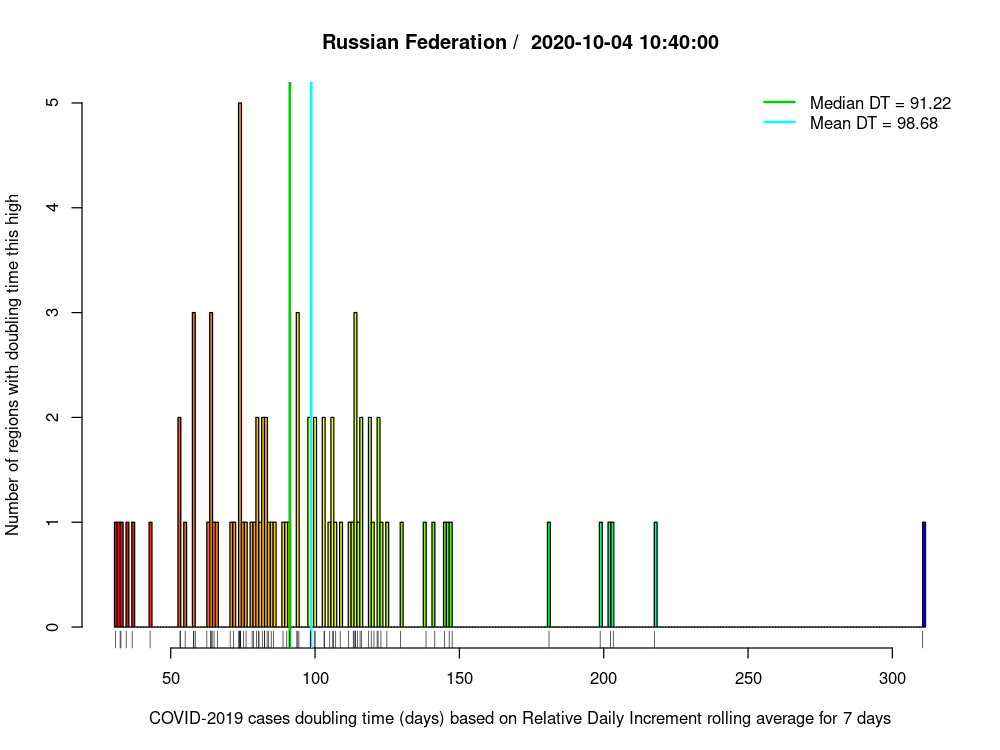 Russian Federation /  2020-10-04 10:40:00
Median DT = 91.22
Mean DT = 98.68
Number of regions with doubling time this high
5
4
3
2
1
0
50 100 150 200 250 300
COVID-2019 cases doubling time (days) based on Relative Daily Increment rolling average for 7 days